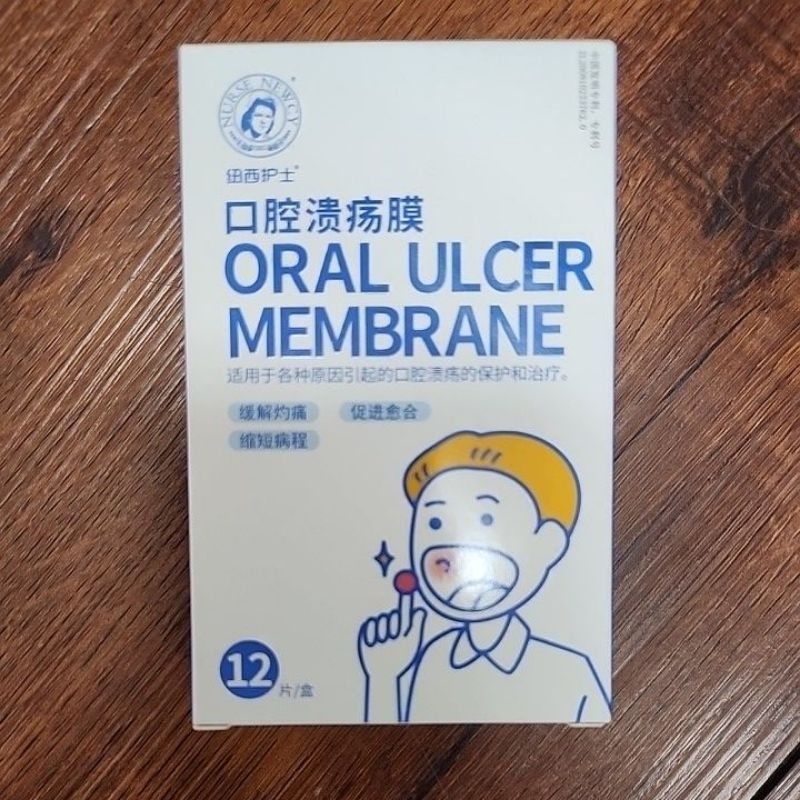 NURSE NEWCY
纽西护士®
口腔溃疡膜
ORAL ULCER
MEMBRANE
适用于各种原因引起的口腔溃疡的保护和治疗。
缓解灼痛 促进愈合
缩短病程
12片/盒